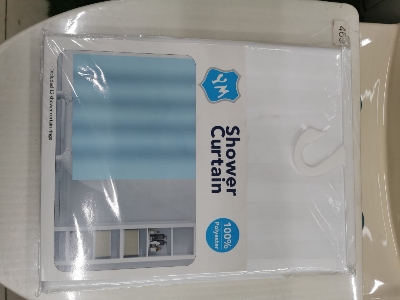 YM
Shower
Curtain
100%
Polyester